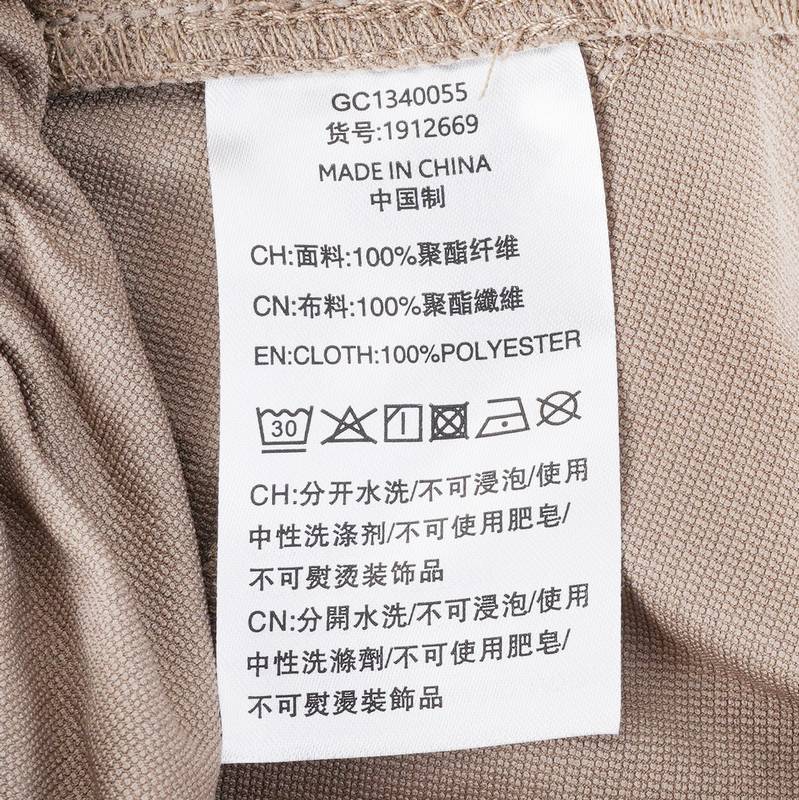 GC1340055
货号:1912669
MADE IN CHINA
中国制
CH:面料:100%聚酯纤维
CN:布料:100%聚酯纖維
EN:CLOTH:100%POLYESTER
30
CH:分开水洗/不可浸泡/使用
中性洗涤剂/不可使用肥皂/
不可熨烫装饰品
CN:分開水洗/不可浸泡/使用
中性洗滌劑/不可使用肥皂/
不可熨燙裝飾品